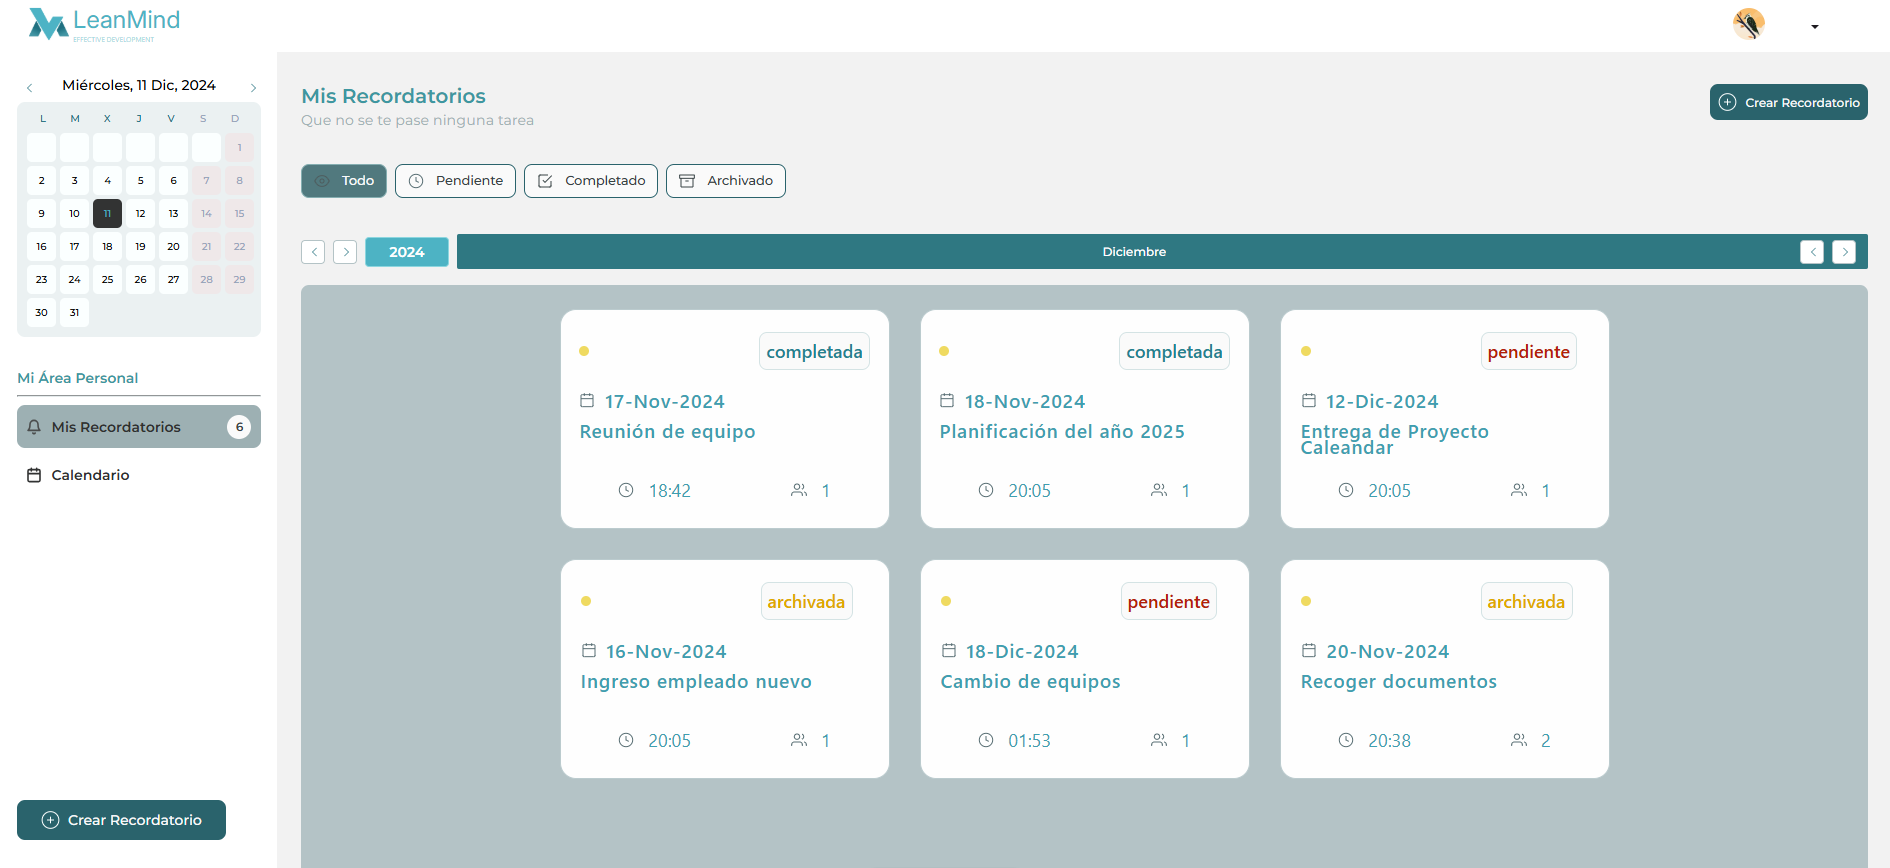 LeanMind
EFFECTIVE DEVELOPMENT
Miércoles, 11 Dic, 2024
L M X J V S D
1
2 3 4 5 6 7 8
9 10 11 12 13 14 15
16 17 18 19 20 21 22
23 24 25 26 27 28 29
30 31
Mi Área Personal
Mis Recordatorios 6
Calendario
Crear Recordatorio
Mis Recordatorios
Que no se te pase ninguna tarea
Crear Recordatorio
Todo Pendiente Completado Archivado
2024 Diciembre
completada
17-Nov-2024
Reunión de equipo
18:42 1
completada
18-Nov-2024
Planificación del año 2025
20:05 1
pendiente
12-Dic-2024
Entrega de Proyecto
Caleandar
20:05 1
archivada
16-Nov-2024
Ingreso empleado nuevo
20:05 1
pendiente
18-Dic-2024
Cambio de equipos
01:53 1
archivada
20-Nov-2024
Recoger documentos
20:38 2